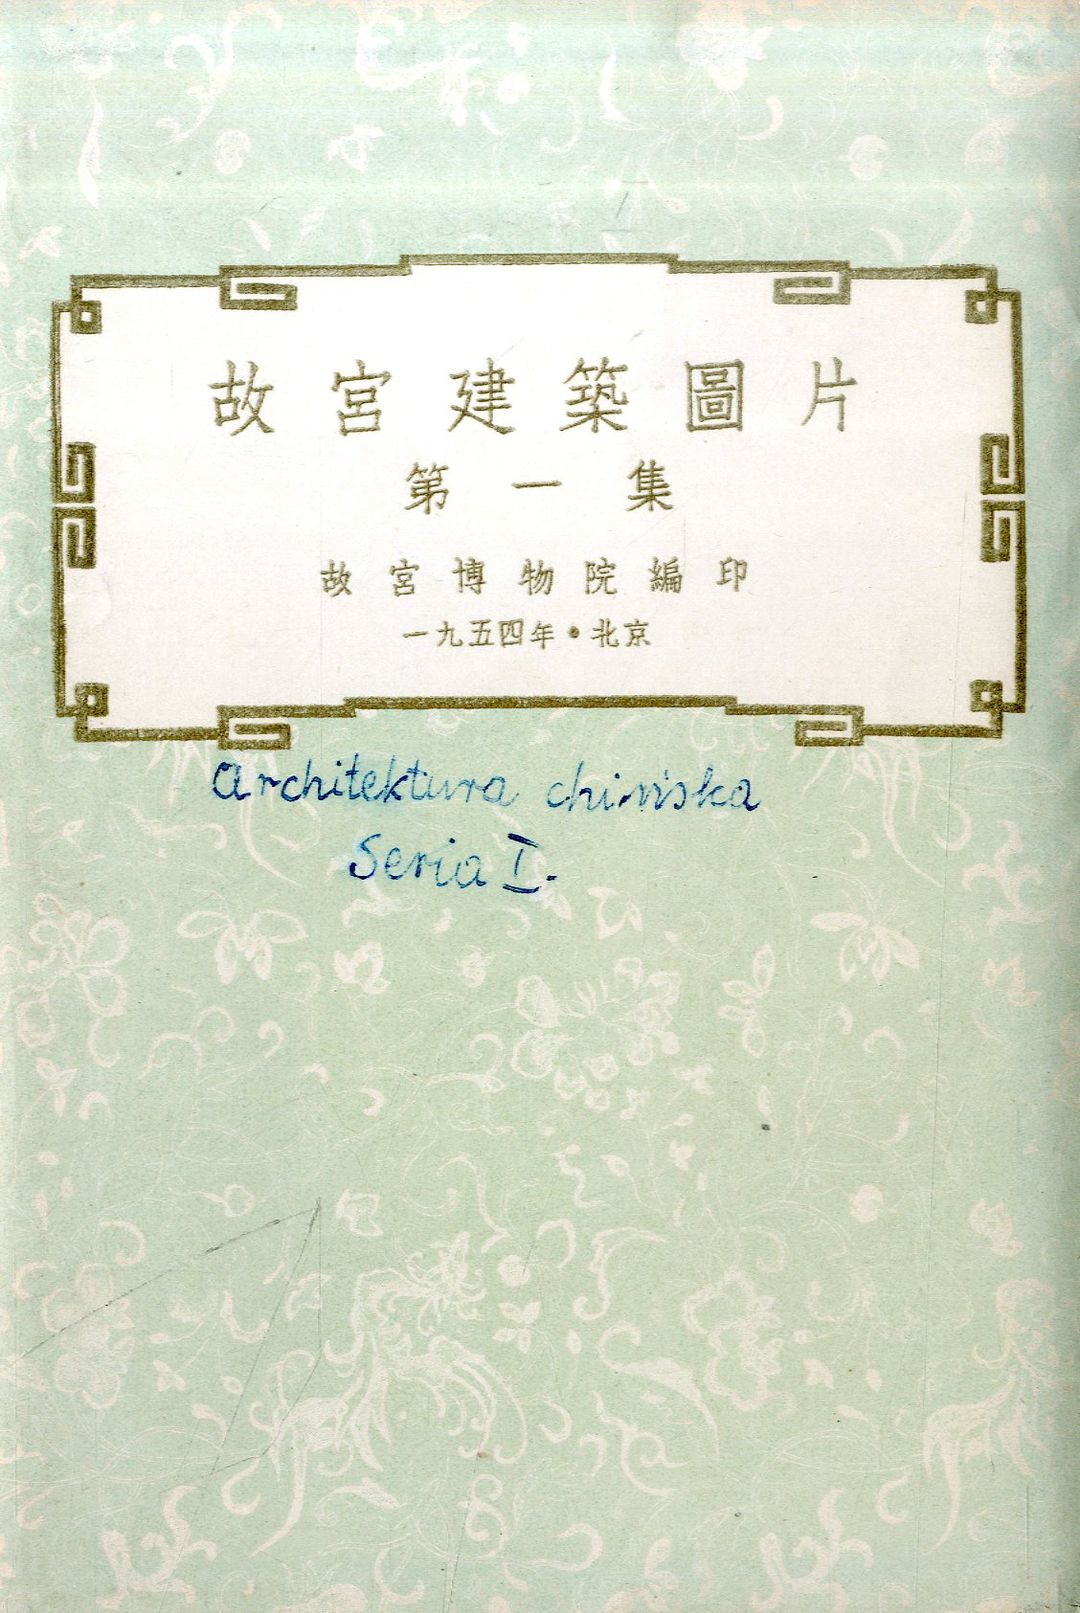 故宮建築圖片
第一集
故宮博物院編印
一九五四年•北京
Architektura chińska
Seria I.